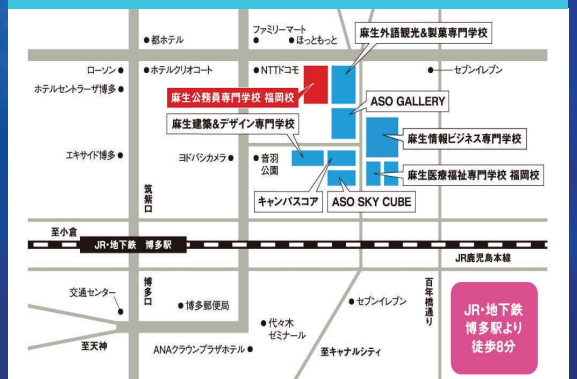 ファミリーマート
都ホテル
ほっともっと
麻生外語観光&製菓専門学校
ローソン
ホテルクリオコート
NTTドコモ
セブンイレブン
ホテルセントラーザ博多
麻生公務員専門学校 福岡校
ASO GALLERY
麻生建築&デザイン専門学校
麻生情報ビジネス専門学校
エキサイド博多
ヨドバシカメラ
音羽
公園
麻生医療福祉専門学校 福岡校
筑紫口
キャンパスコア
ASO SKY CUBE
至小倉
JR・地下鉄 博多駅
JR鹿児島本線
博多口
百年橋通り
交通センター
博多郵便局
セブンイレブン
代々木
ゼミナール
至天神
ANAクラウンプラザホテル
至キャナルシティ
JR・地下鉄
博多駅より
徒歩8分